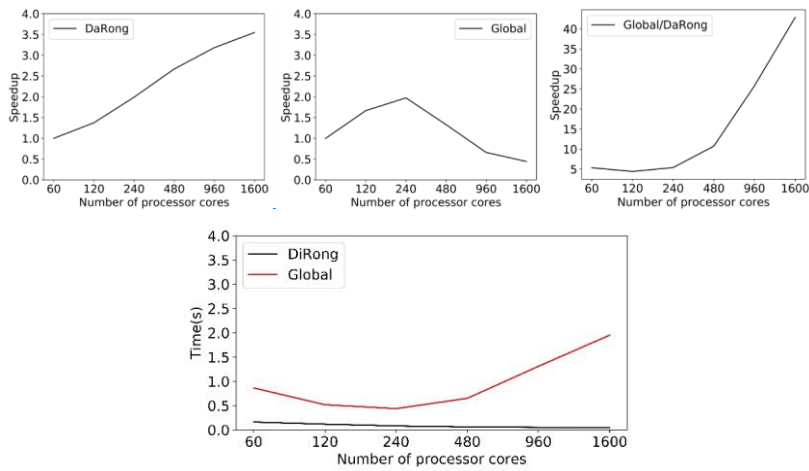 4.0
3.5
3.0
2.5
2.0
1.5
1.0
0.5
0.0
Speedup
DaRong
60 120 240 480 960 1600
Number of processor cores
4.0
3.5
3.0
2.5
2.0
1.5
1.0
0.5
0.0
Speedup
Global
60 120 240 480 960 1600
Number of processor cores
40
35
30
25
20
15
10
5
Speedup
Global/DaRong
60 120 240 480 960 1600
Number of processor cores
4.0
3.5
3.0
2.5
2.0
1.5
1.0
0.5
0.0
Time(s)
DiRong
Global
60 120 240 480 960 1600
Number of processor cores